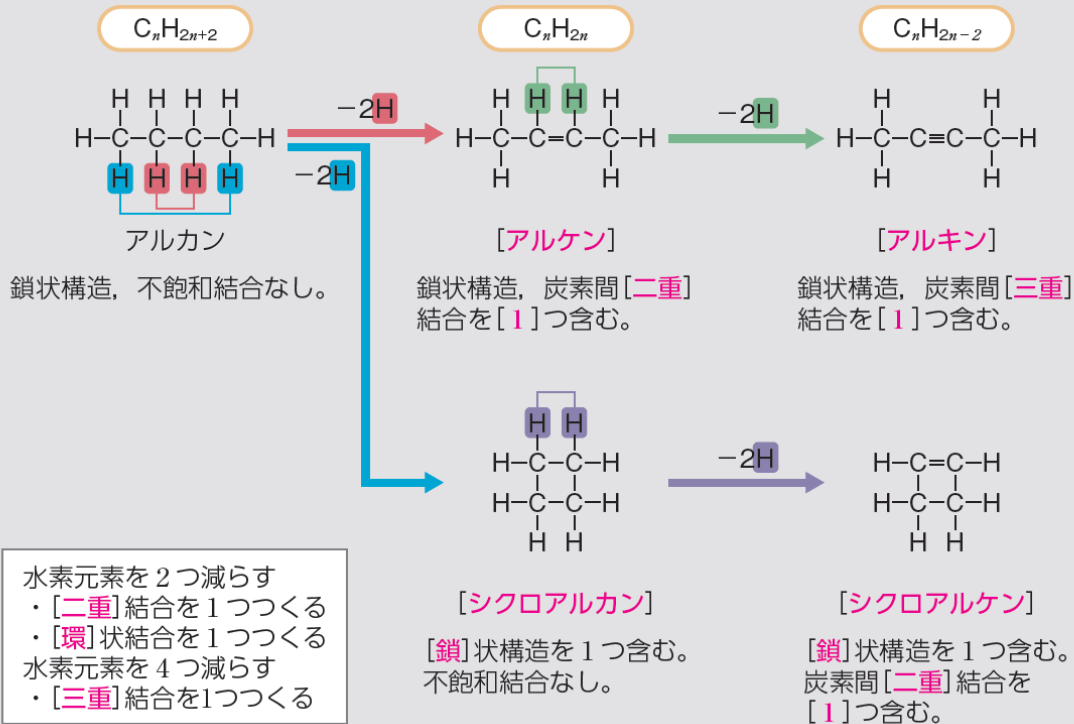 CₙH₂ₙ₊₂ CₙH₂ₙ CₙH₂ₙ₋₂
H H H H
H−C−C−C−C−H
H H H H
−2H
−2H
H H H H
H−C−C=C−C−H
H H
−2H
H H
H−C−C≡C−C−H
H H
アルカン
鎖状構造，不飽和結合なし。
[アルケン]
鎖状構造，炭素間[二重]
結合を[1]つ含む。
[アルキン]
鎖状構造，炭素間[三重]
結合を[1]つ含む。
H H
H−C−C−H
H−C−C−H
H H
−2H
H−C=C−H
H−C−C−H
H H
[シクロアルカン]
[鎖]状構造を1つ含む。
不飽和結合なし。
[シクロアルケン]
[鎖]状構造を1つ含む。
炭素間[二重]結合を
[1]つ含む。
水素元素を2つ減らす
・[二重]結合を1つつくる
・[環]状結合を1つつくる
水素元素を4つ減らす
・[三重]結合を1つつくる